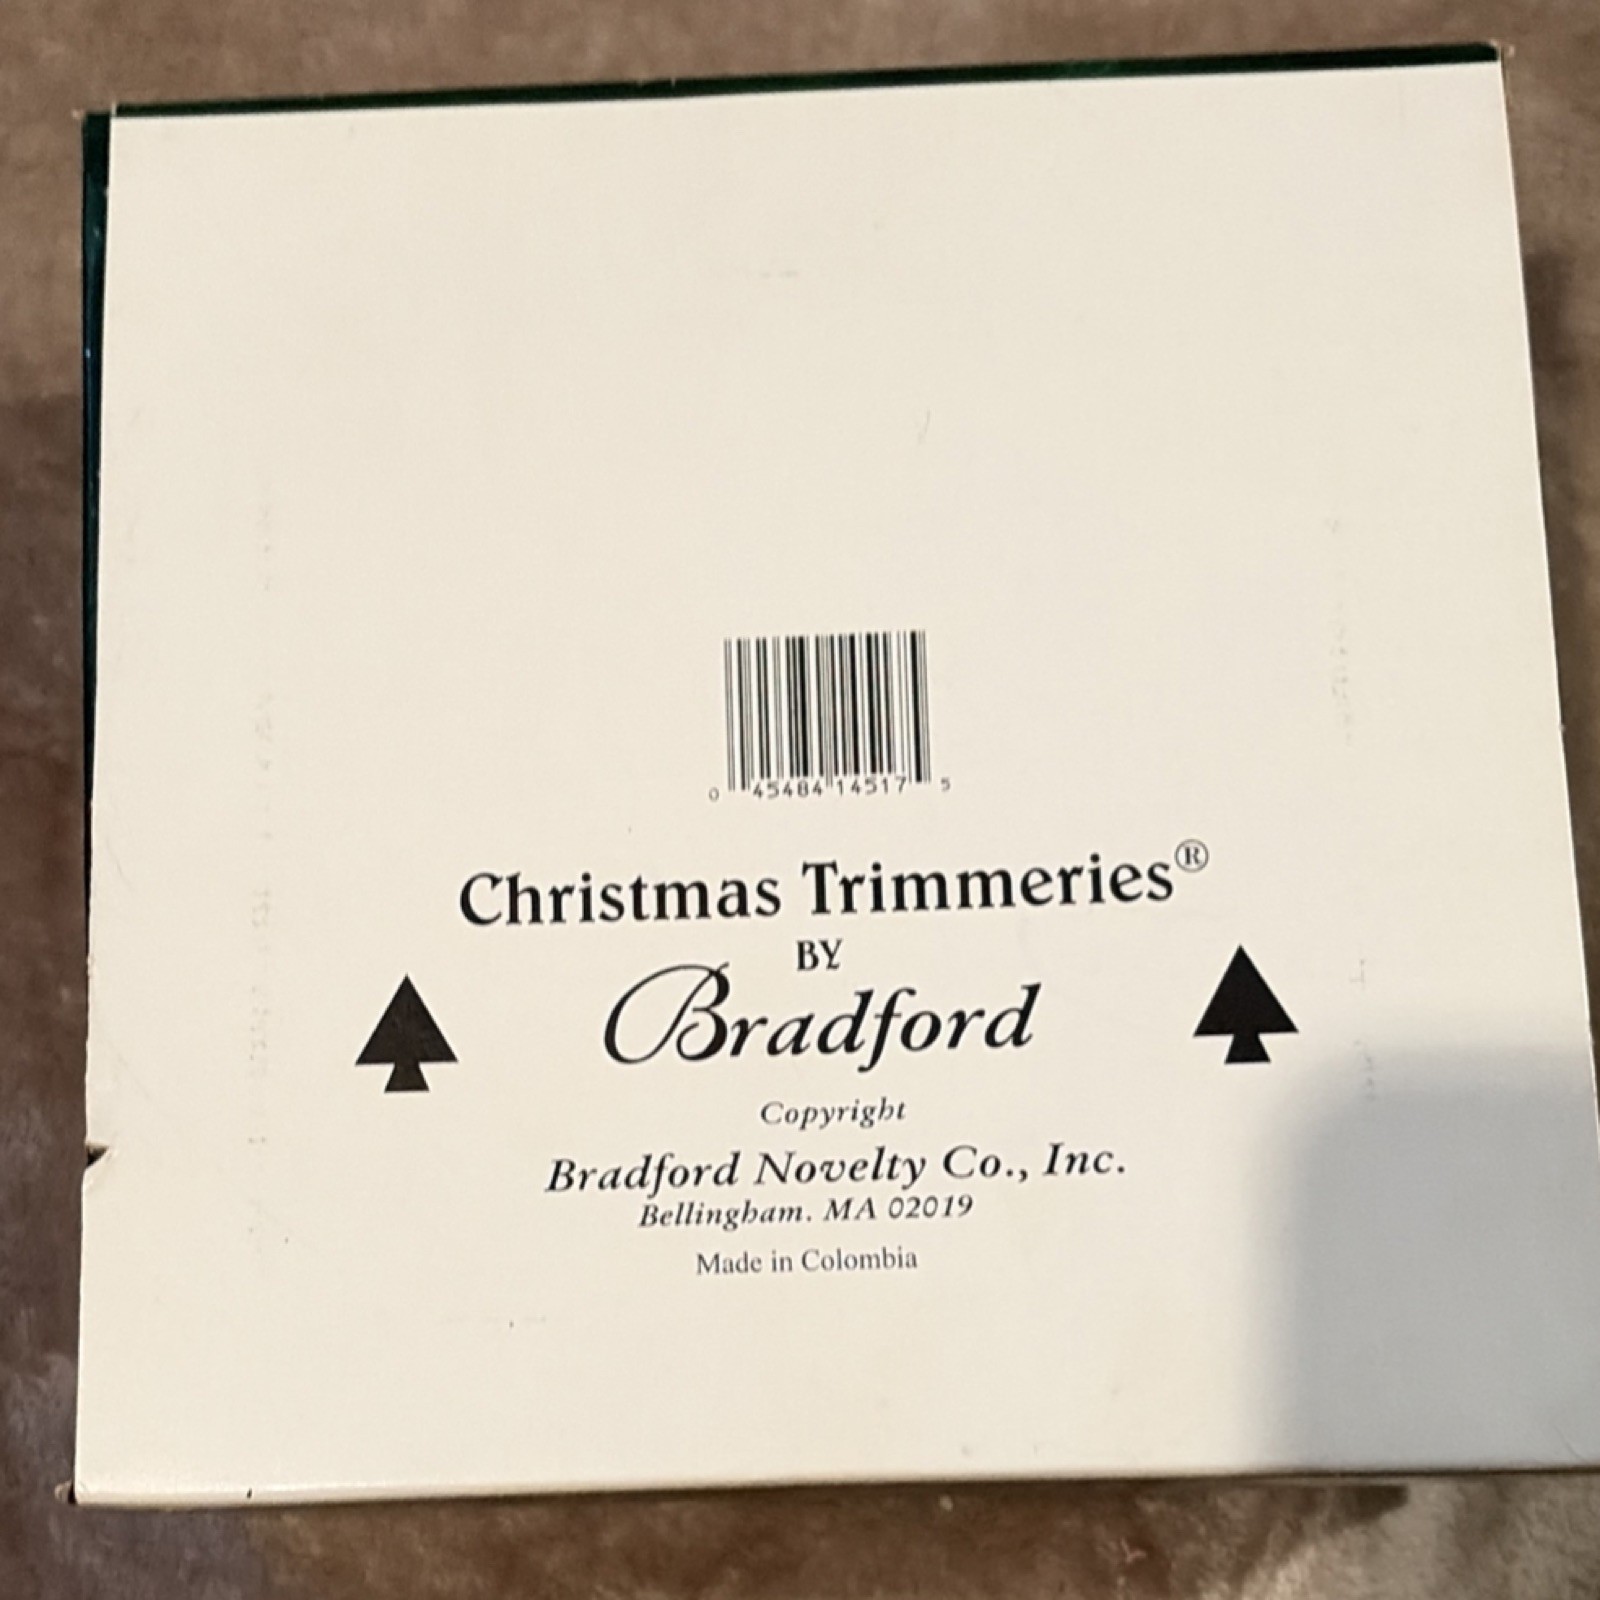 0 45484 14517 5
Christmas Trimmeries®
BY
Bradford
Copyright
Bradford Novelty Co., Inc.
Bellingham. MA 02019
Made in Colombia